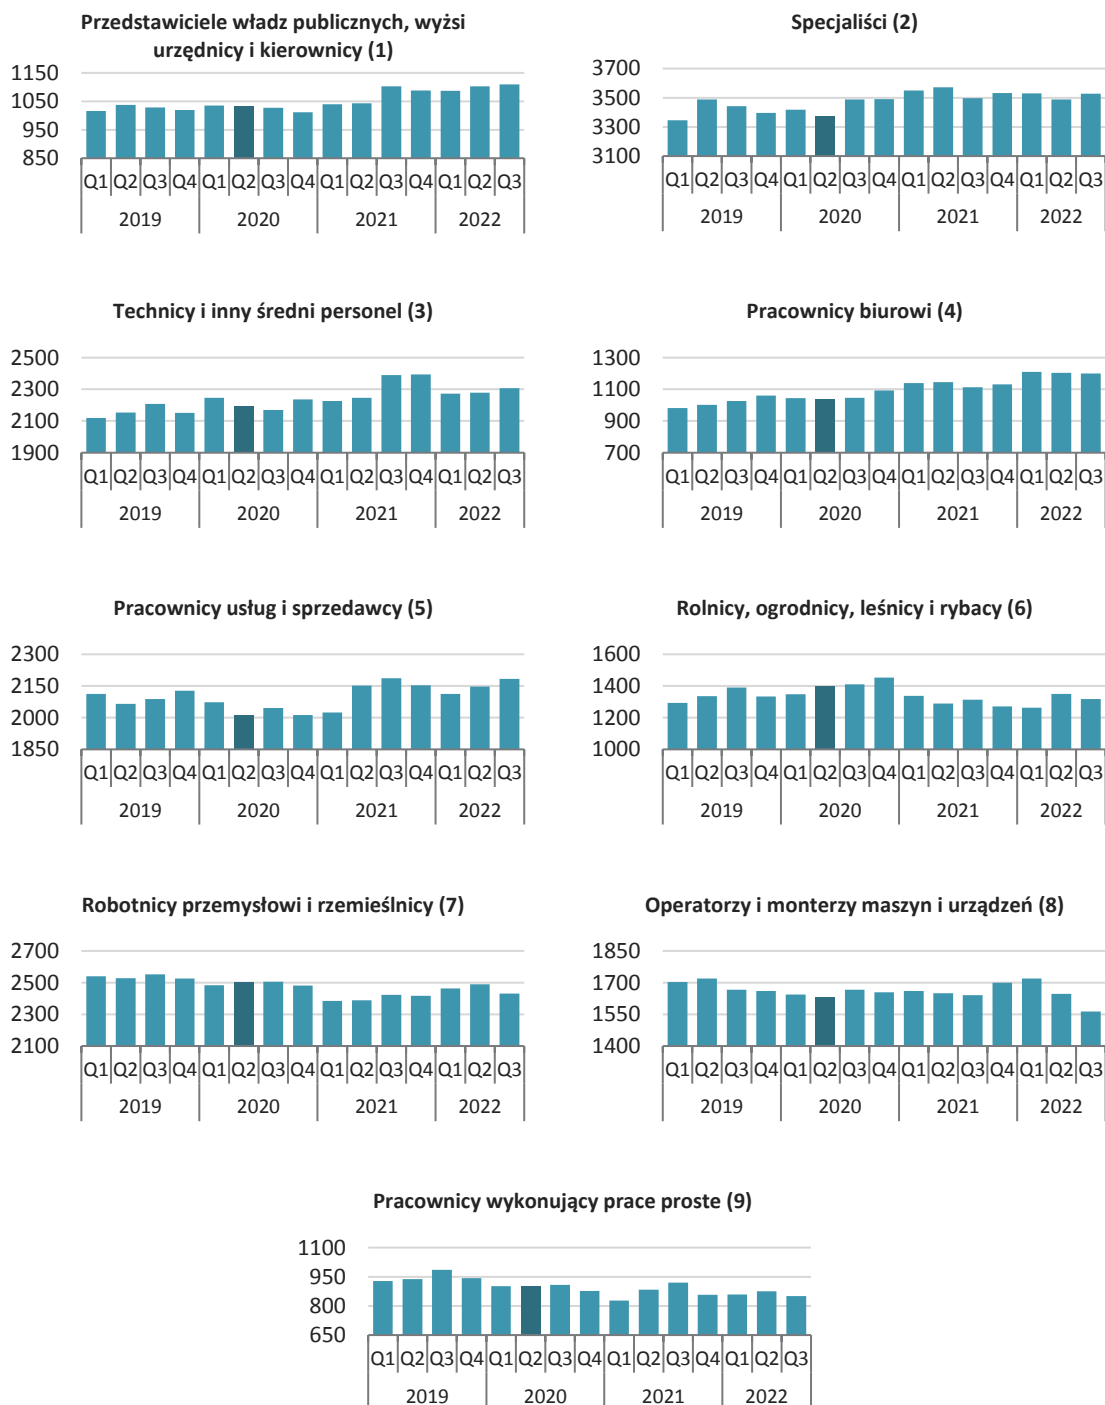 Przedstawiciele władz publicznych, wyżsi
urzędnicy i kierownicy (1)
1150
1050
950
850
Q1 Q2 Q3 Q4 Q1 Q2 Q3 Q4 Q1 Q2 Q3 Q4 Q1 Q2 Q3
2019 2020 2021 2022
Specjaliści (2)
3700
3500
3300
3100
Q1 Q2 Q3 Q4 Q1 Q2 Q3 Q4 Q1 Q2 Q3 Q4 Q1 Q2 Q3
2019 2020 2021 2022
Technicy i inny średni personel (3)
2500
2300
2100
1900
Q1 Q2 Q3 Q4 Q1 Q2 Q3 Q4 Q1 Q2 Q3 Q4 Q1 Q2 Q3
2019 2020 2021 2022
Pracownicy biurowi (4)
1300
1100
900
700
Q1 Q2 Q3 Q4 Q1 Q2 Q3 Q4 Q1 Q2 Q3 Q4 Q1 Q2 Q3
2019 2020 2021 2022
Pracownicy usług i sprzedawcy (5)
2300
2150
2000
1850
Q1 Q2 Q3 Q4 Q1 Q2 Q3 Q4 Q1 Q2 Q3 Q4 Q1 Q2 Q3
2019 2020 2021 2022
Rolnicy, ogrodnicy, leśnicy i rybacy (6)
1600
1400
1200
1000
Q1 Q2 Q3 Q4 Q1 Q2 Q3 Q4 Q1 Q2 Q3 Q4 Q1 Q2 Q3
2019 2020 2021 2022
Robotnicy przemysłowi i rzemieślnicy (7)
2700
2500
2300
2100
Q1 Q2 Q3 Q4 Q1 Q2 Q3 Q4 Q1 Q2 Q3 Q4 Q1 Q2 Q3
2019 2020 2021 2022
Operatorzy i monterzy maszyn i urządzeń (8)
1850
1700
1550
1400
Q1 Q2 Q3 Q4 Q1 Q2 Q3 Q4 Q1 Q2 Q3 Q4 Q1 Q2 Q3
2019 2020 2021 2022
Pracownicy wykonujący prace proste (9)
1100
950
800
650
Q1 Q2 Q3 Q4 Q1 Q2 Q3 Q4 Q1 Q2 Q3 Q4 Q1 Q2 Q3
2019 2020 2021 2022